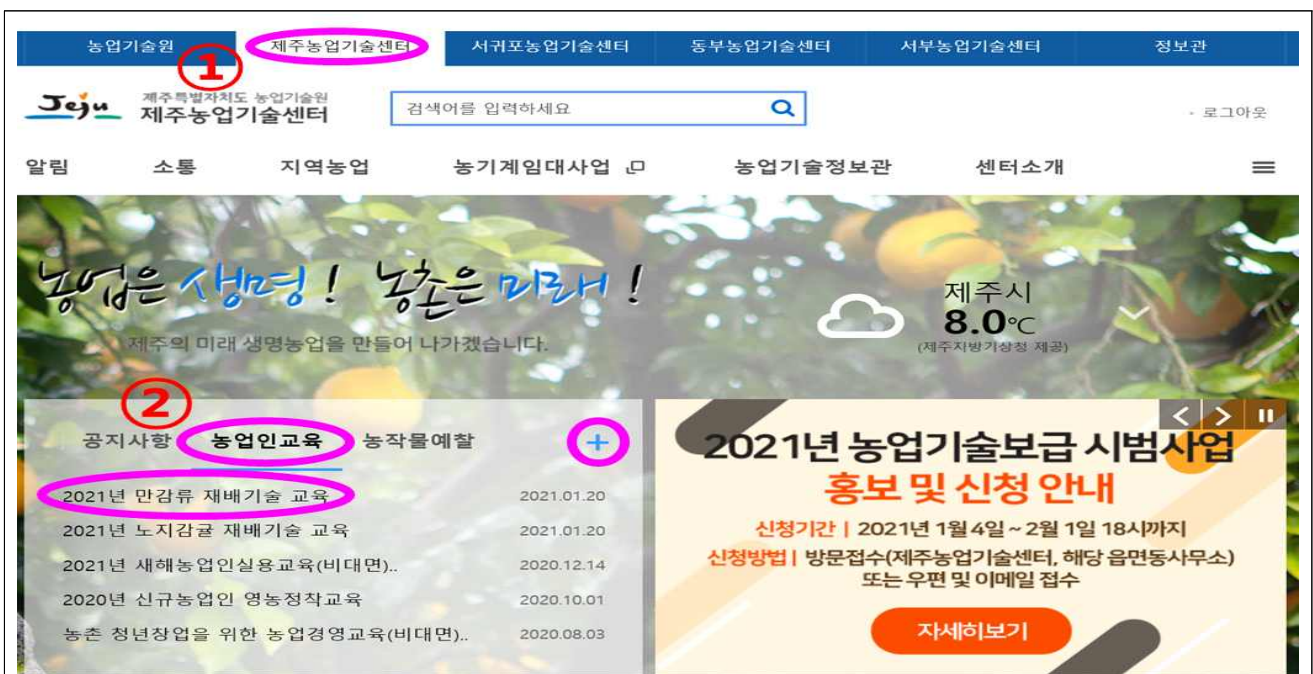 농업기술원 제주농업기술센터 서귀포농업기술센터 동부농업기술센터 서부농업기술센터 정보관
①
Jeju 제주특별자치도 농업기술원
제주농업기술센터
검색어를 입력하세요
· 로그아웃
알림 소통 지역농업 농기계임대사업 농업기술정보관 센터소개
농업은 생명! 농촌은 미래!
제주의 미래 생명농업을 만들어 나가겠습니다.
제주시
8.0℃
(제주지방기상청 제공)
②
공지사항 농업인교육 농작물예찰 +
2021년 만감류 재배기술 교육 2021.01.20
2021년 노지감귤 재배기술 교육 2021.01.20
2021년 새해농업인실용교육(비대면).. 2020.12.14
2020년 신규농업인 영농정착교육 2020.10.01
농촌 청년창업을 위한 농업경영교육(비대면).. 2020.08.03
2021년 농업기술보급 시범사업
홍보 및 신청 안내
신청기간 | 2021년 1월 4일 ~ 2월 1일 18시까지
신청방법 | 방문접수(제주농업기술센터, 해당 읍면동사무소)
또는 우편 및 이메일 접수
자세히보기